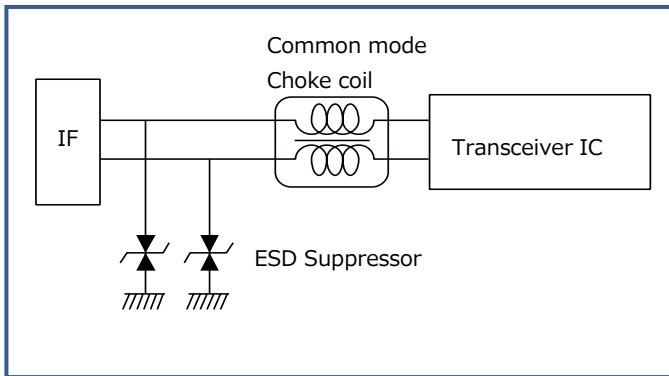 Common mode
Choke coil
IF
Transceiver IC
ESD Suppressor